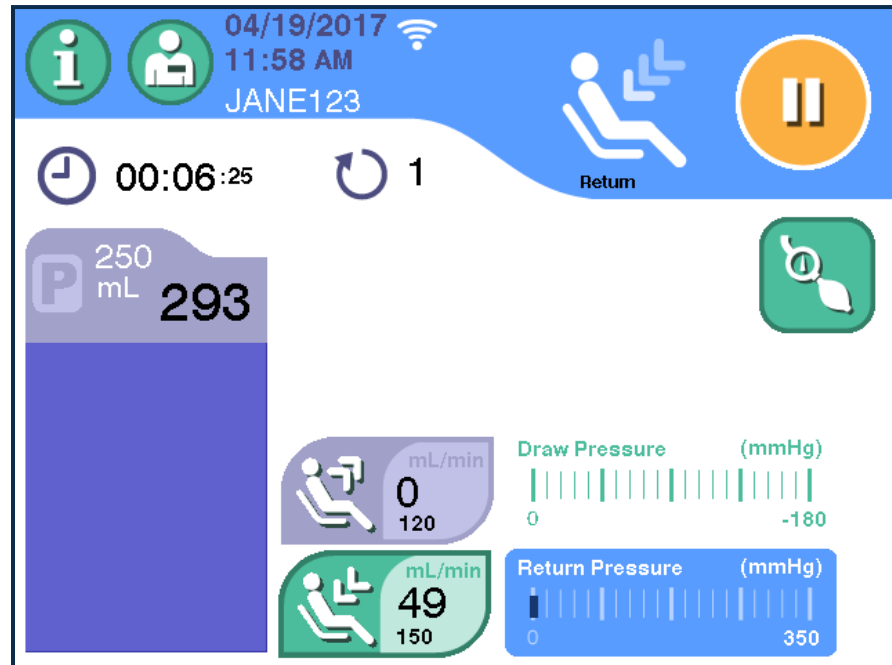 04/19/2017
11:58 AM
JANE123
Return
00:06:25
1
P
250
mL
293
mL/min
0
120
Draw Pressure (mmHg)
0 -180
mL/min
49
150
Return Pressure (mmHg)
0 350